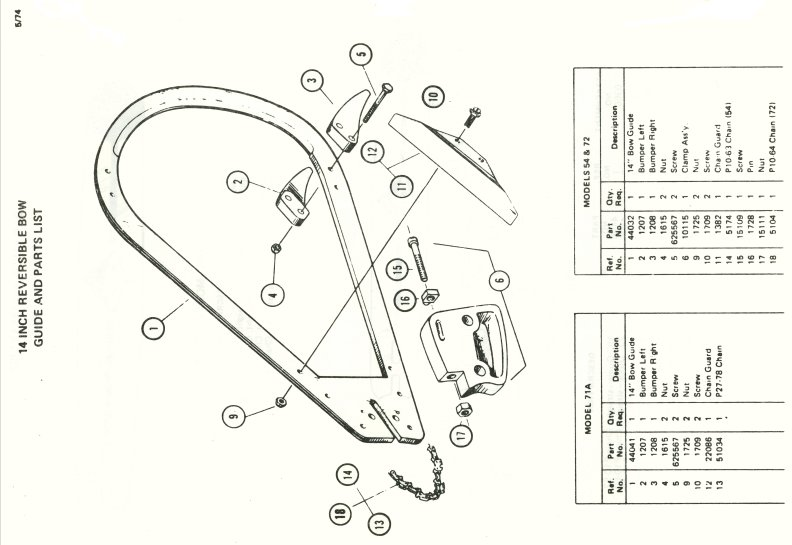 5/74
14 INCH REVERSIBLE BOW
GUIDE AND PARTS LIST
1
2
3
4
5
6
9
10
11
12
13
14
15
16
17
18
MODEL 71A
Ref. No. Part No. Qty. Req. Description
1 44041 1 14" Bow Guide
2 1207 1 Bumper Left
3 1208 1 Bumper R ght
4 1615 2 Nut
5 625567 2 Screw
9 1725 2 Nut
10 1709 2 Screw
12 22086 1 Chain Guard
13 51034 P27-78 Chain
MODELS 54 & 72
Ref. No. Part No. Qty. Req. Description
1 44032 1 14" Bow Guide
2 1207 1 Bumper Left
3 1208 1 Bumper Right
4 1615 2 Nut
5 625567 2 Screw
6 10115 1 Clamp Ass'y
9 1725 2 Nut
10 1709 2 Screw
11 1382 1 Chain Guard
14 5174 1 P10-63 Chain (54)
15 15109 1 Screw
16 1728 1 Pin
17 15111 1 Nut
18 5104 1 P10 64 Chain (72)